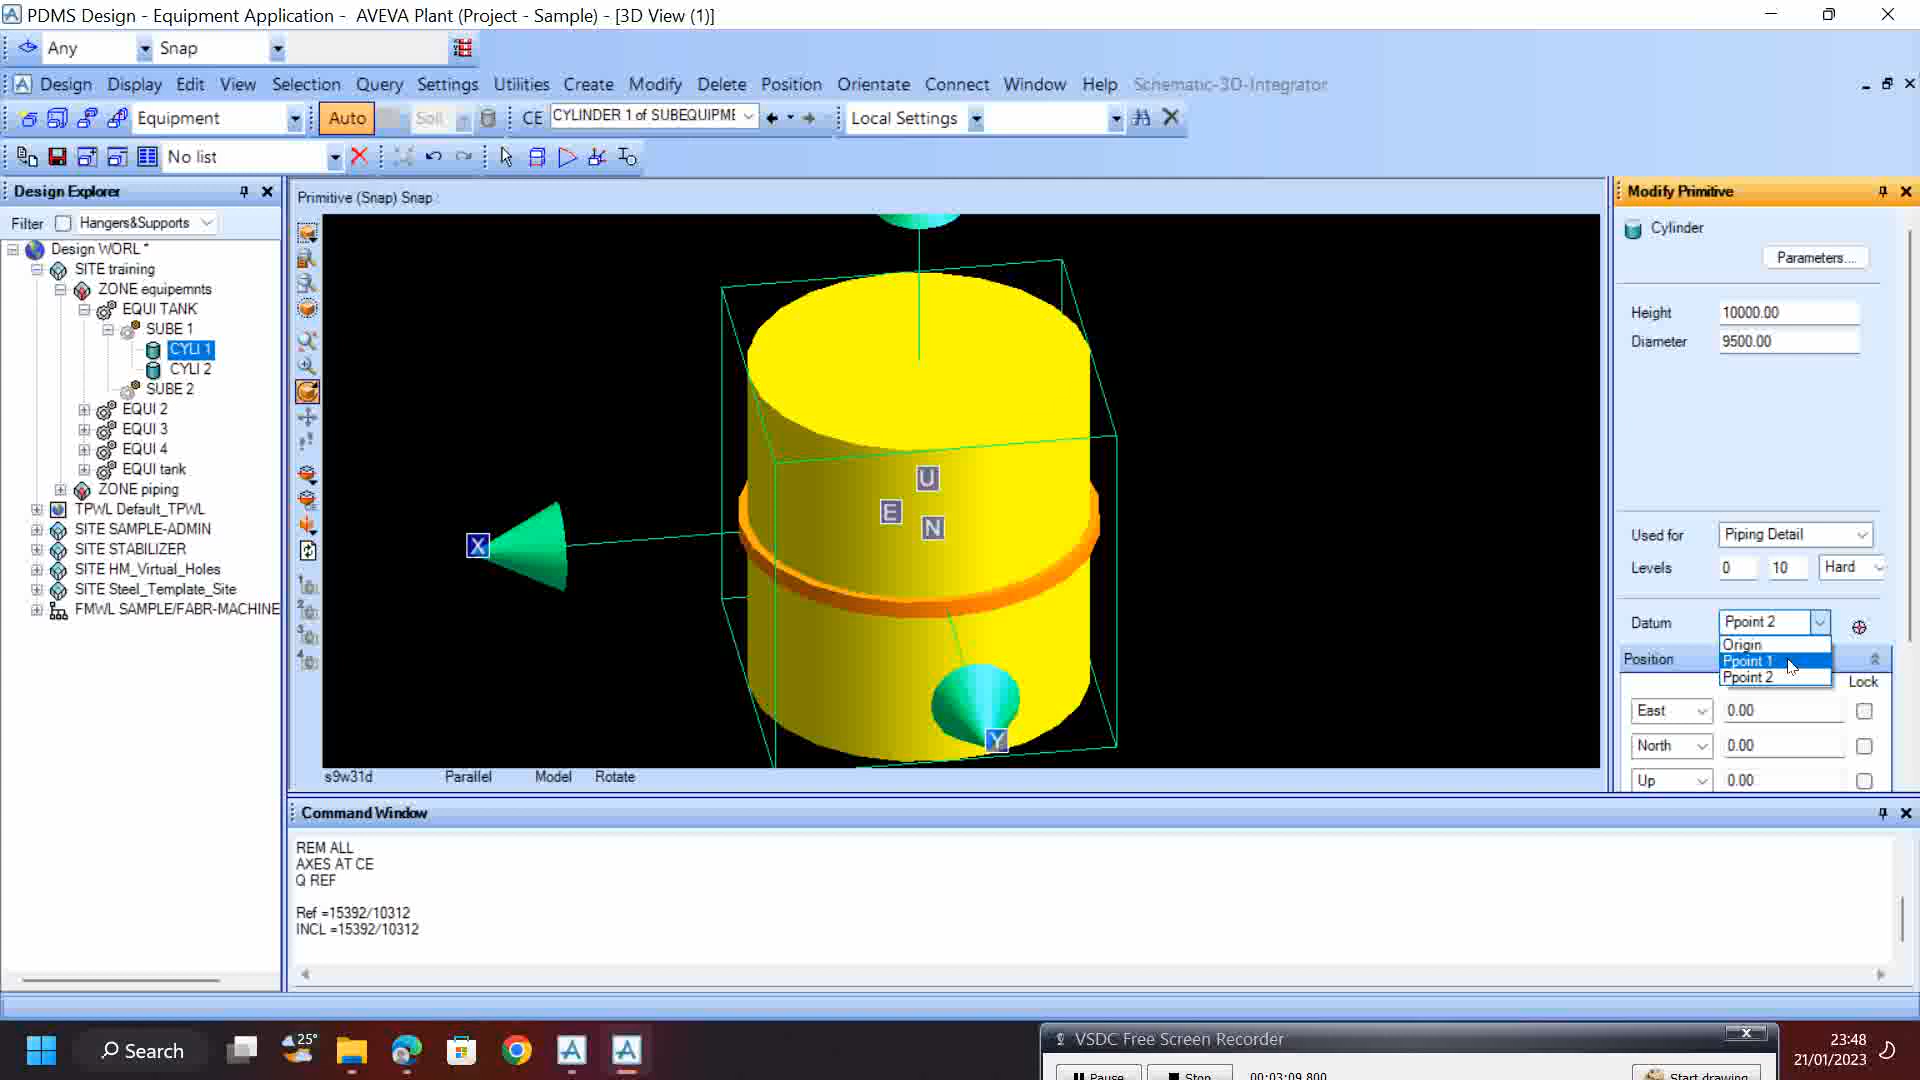 PDMS Design - Equipment Application - AVEVA Plant (Project - Sample) - [3D View (1)]
Any Snap
Design Display Edit View Selection Query Settings Utilities Create Modify Delete Position Orientate Connect Window Help Schematic-3D-Integrator
Equipment Auto CE CYLINDER 1 of SUBEQUIPME Local Settings
No list
Design Explorer
Filter Hangers&Supports
Design WORL *
SITE training
ZONE equipemnts
EQUI TANK
SUBE 1
CYLI 1
CYLI 2
SUBE 2
EQUI 2
EQUI 3
EQUI 4
EQUI tank
ZONE piping
TPWL Default_TPWL
SITE SAMPLE-ADMIN
SITE STABILIZER
SITE HM_Virtual_Holes
SITE Steel_Template_Site
FMWL SAMPLE/FABR-MACHINE
Primitive (Snap) Snap
1
2
3
4
U
E
N
X
Y
s9w31d Parallel Model Rotate
Modify Primitive
Cylinder
Parameters...
Height 10000.00
Diameter 9500.00
Used for Piping Detail
Levels 0 10 Hard
Datum Ppoint 2
Origin
Ppoint 1
Ppoint 2
Position
Lock
East 0.00
North 0.00
Up 0.00
Command Window
REM ALL
AXES AT CE
Q REF
Ref =15392/10312
INCL =15392/10312
25°
Search
VSDC Free Screen Recorder
Pause Stop 00:03:09.800 Start drawing
23:48
21/01/2023